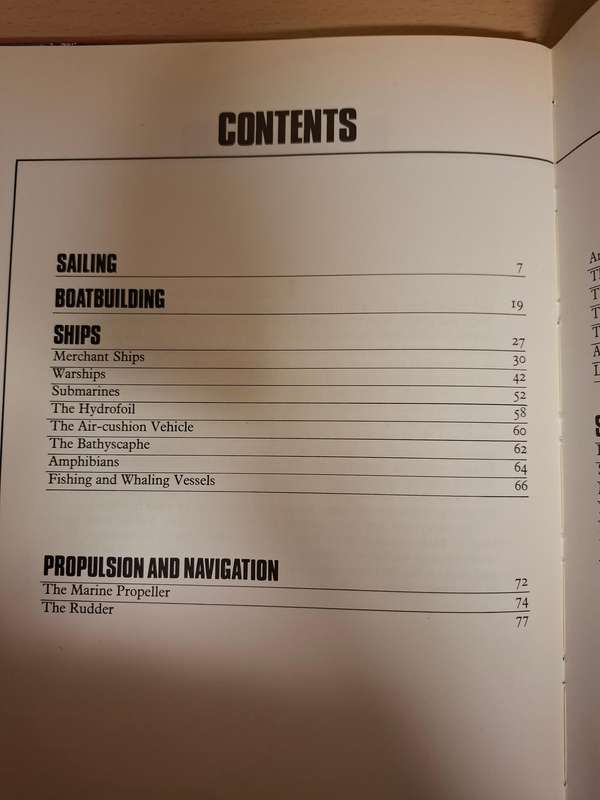 CONTENTS
SAILING 7
BOATBUILDING 19
SHIPS 27
Merchant Ships 30
Warships 42
Submarines 52
The Hydrofoil 58
The Air-cushion Vehicle 60
The Bathyscaphe 62
Amphibians 64
Fishing and Whaling Vessels 66
PROPULSION AND NAVIGATION 72
The Marine Propeller 74
The Rudder 77